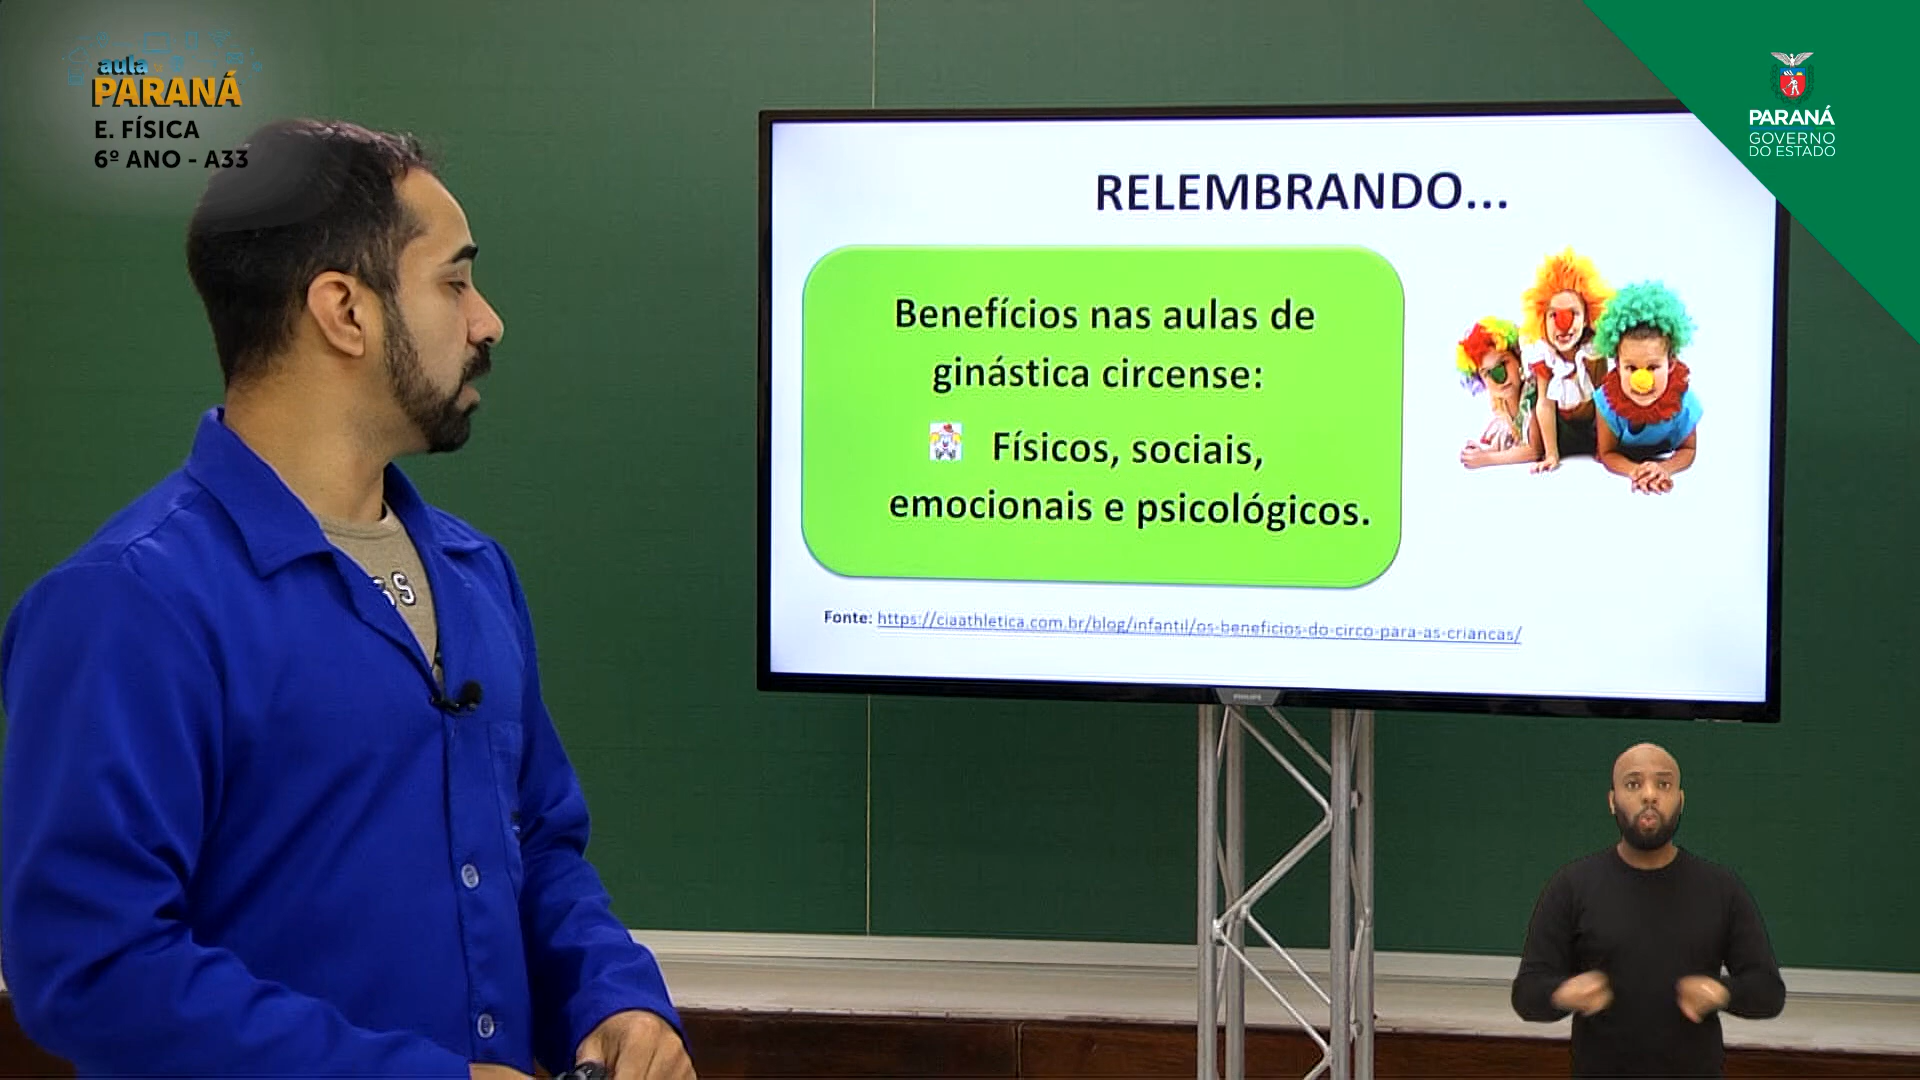 aula
PARANÁ
E. FÍSICA
6º ANO - A33
PARANÁ
GOVERNO
DO ESTADO
RELEMBRANDO...
Benefícios nas aulas de
ginástica circense:
Físicos, sociais,
emocionais e psicológicos.
Fonte: https://ciaathletica.com.br/blog/infantil/os-beneficios-do-circo-para-as-criancas/
PHILIPS